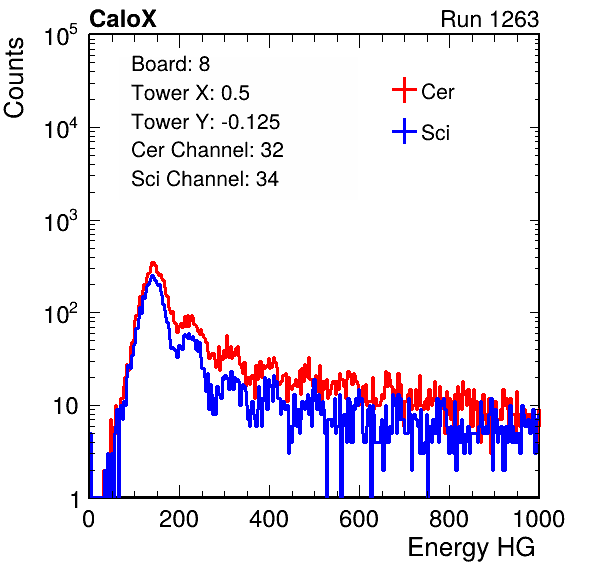 CaloX Run 1263
Counts
10^5
10^4
10^3
10^2
10
1
Board: 8
Tower X: 0.5
Tower Y: -0.125
Cer Channel: 32
Sci Channel: 34
Cer
Sci
0 200 400 600 800 1000
Energy HG